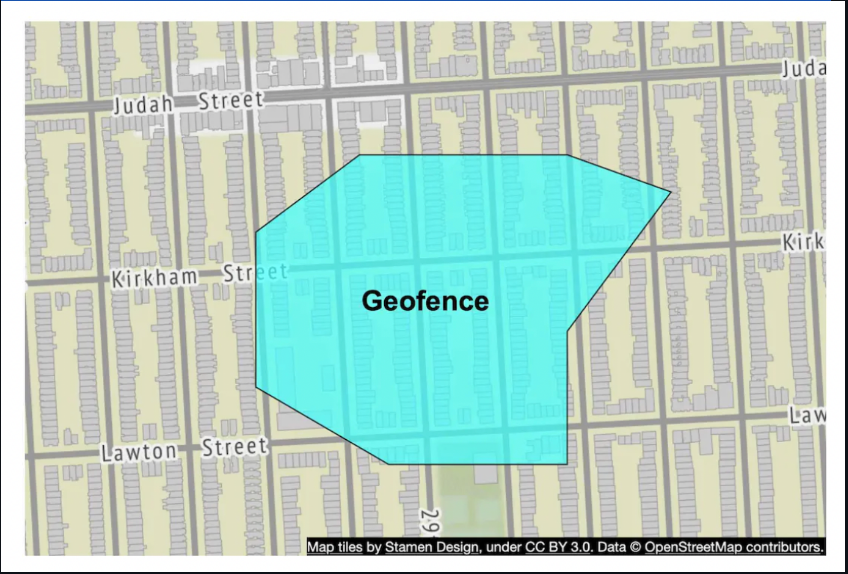 Judah Street
Juda
Kirkham Street
Kirk
Geofence
Lawton Street
Law
29
Map tiles by Stamen Design, under CC BY 3.0. Data © OpenStreetMap contributors.